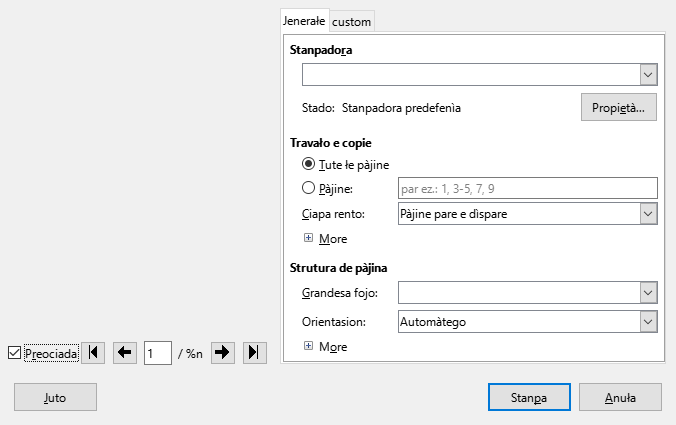 Jenerałe custom
Stanpadora
Stado: Stanpadora predefenìa
Propietà...
Travało e copie
Tute łe pàjine
Pàjine: par ez.: 1, 3-5, 7, 9
Ciapa rento: Pàjine pare e dìspare
More
Strutura de pàjina
Grandesa fojo:
Orientasion: Automàtego
More
Preociada 1 / %n
Juto Stanpa Anuła